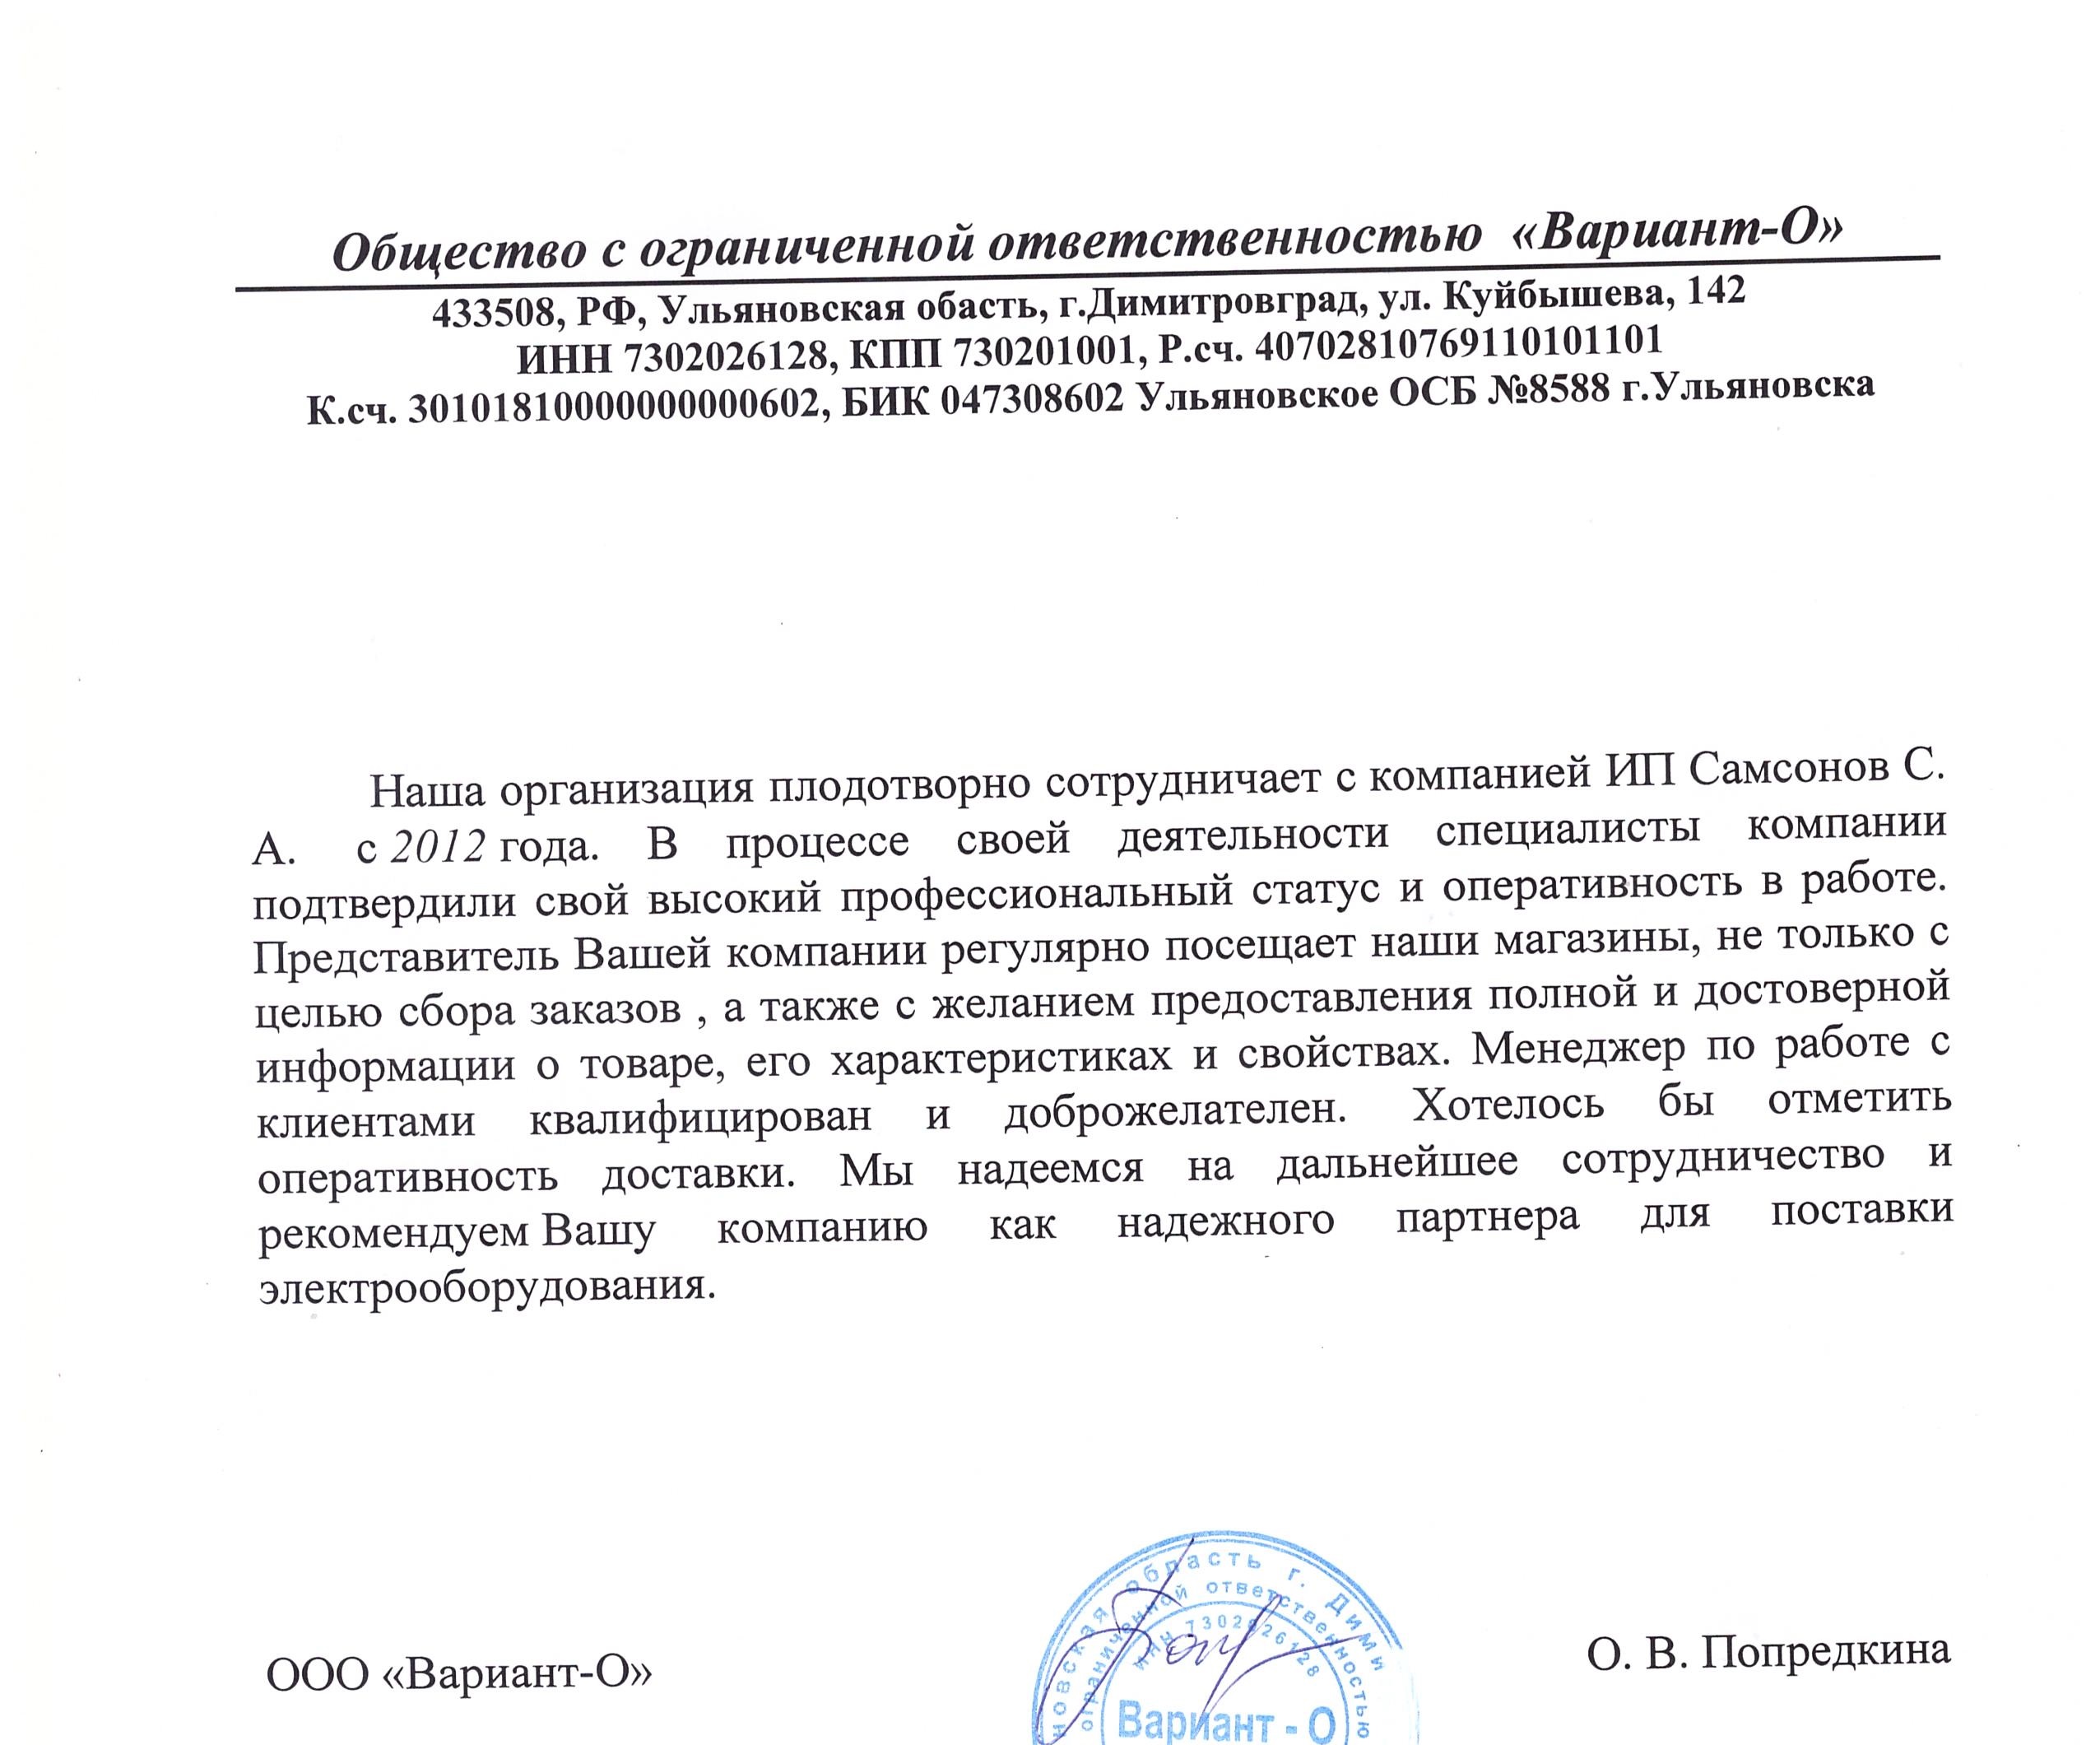 Общество с ограниченной ответственностью «Вариант-О»
433508, РФ, Ульяновская обасть, г.Димитровград, ул. Куйбышева, 142
ИНН 7302026128, КПП 730201001, Р.сч. 40702810769110101101
К.сч. 30101810000000000602, БИК 047308602 Ульяновское ОСБ №8588 г.Ульяновска
Наша организация плодотворно сотрудничает с компанией ИП Самсонов С.
А. с 2012 года. В процессе своей деятельности специалисты компании
подтвердили свой высокий профессиональный статус и оперативность в работе.
Представитель Вашей компании регулярно посещает наши магазины, не только с
целью сбора заказов , а также с желанием предоставления полной и достоверной
информации о товаре, его характеристиках и свойствах. Менеджер по работе с
клиентами квалифицирован и доброжелателен. Хотелось бы отметить
оперативность доставки. Мы надеемся на дальнейшее сотрудничество и
рекомендуем Вашу компанию как надежного партнера для поставки
электрооборудования.
ООО «Вариант-О»
новская область г. Дими
ограниченной ответственностью
ИНН 7302026128
Вариант - О
О. В. Попредкина